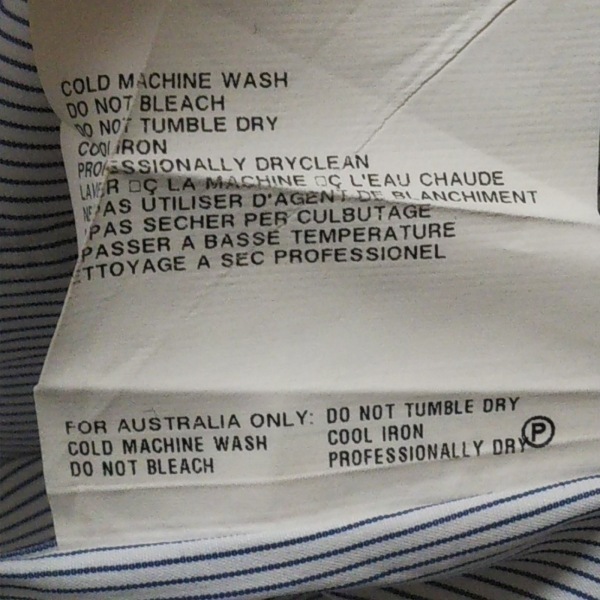 COLD MACHINE WASH
DO NOT BLEACH
DO NOT TUMBLE DRY
COOL IRON
PROFESSIONALLY DRYCLEAN
LAVER □Ç LA MACHINE □Ç L'EAU CHAUDE
NE PAS UTILISER D'AGENT DE BLANCHIMENT
PAS SECHER PER CULBUTAGE
PASSER A BASSE TEMPERATURE
TTOYAGE A SEC PROFESSIONEL
FOR AUSTRALIA ONLY: DO NOT TUMBLE DRY
COLD MACHINE WASH COOL IRON
DO NOT BLEACH PROFESSIONALLY DRY P